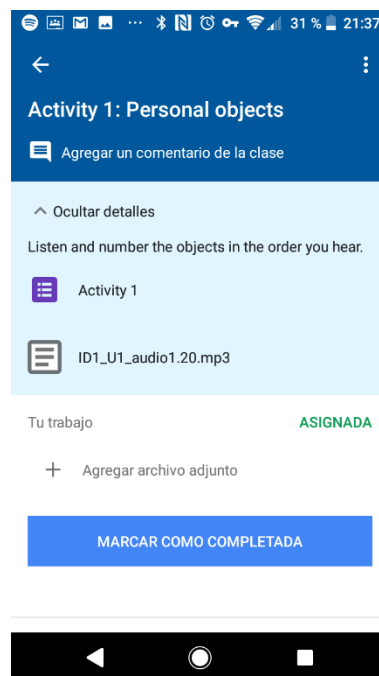 31 % 21:37
Activity 1: Personal objects
Agregar un comentario de la clase
Ocultar detalles
Listen and number the objects in the order you hear.
Activity 1
ID1_U1_audio1.20.mp3
Tu trabajo ASIGNADA
Agregar archivo adjunto
MARCAR COMO COMPLETADA